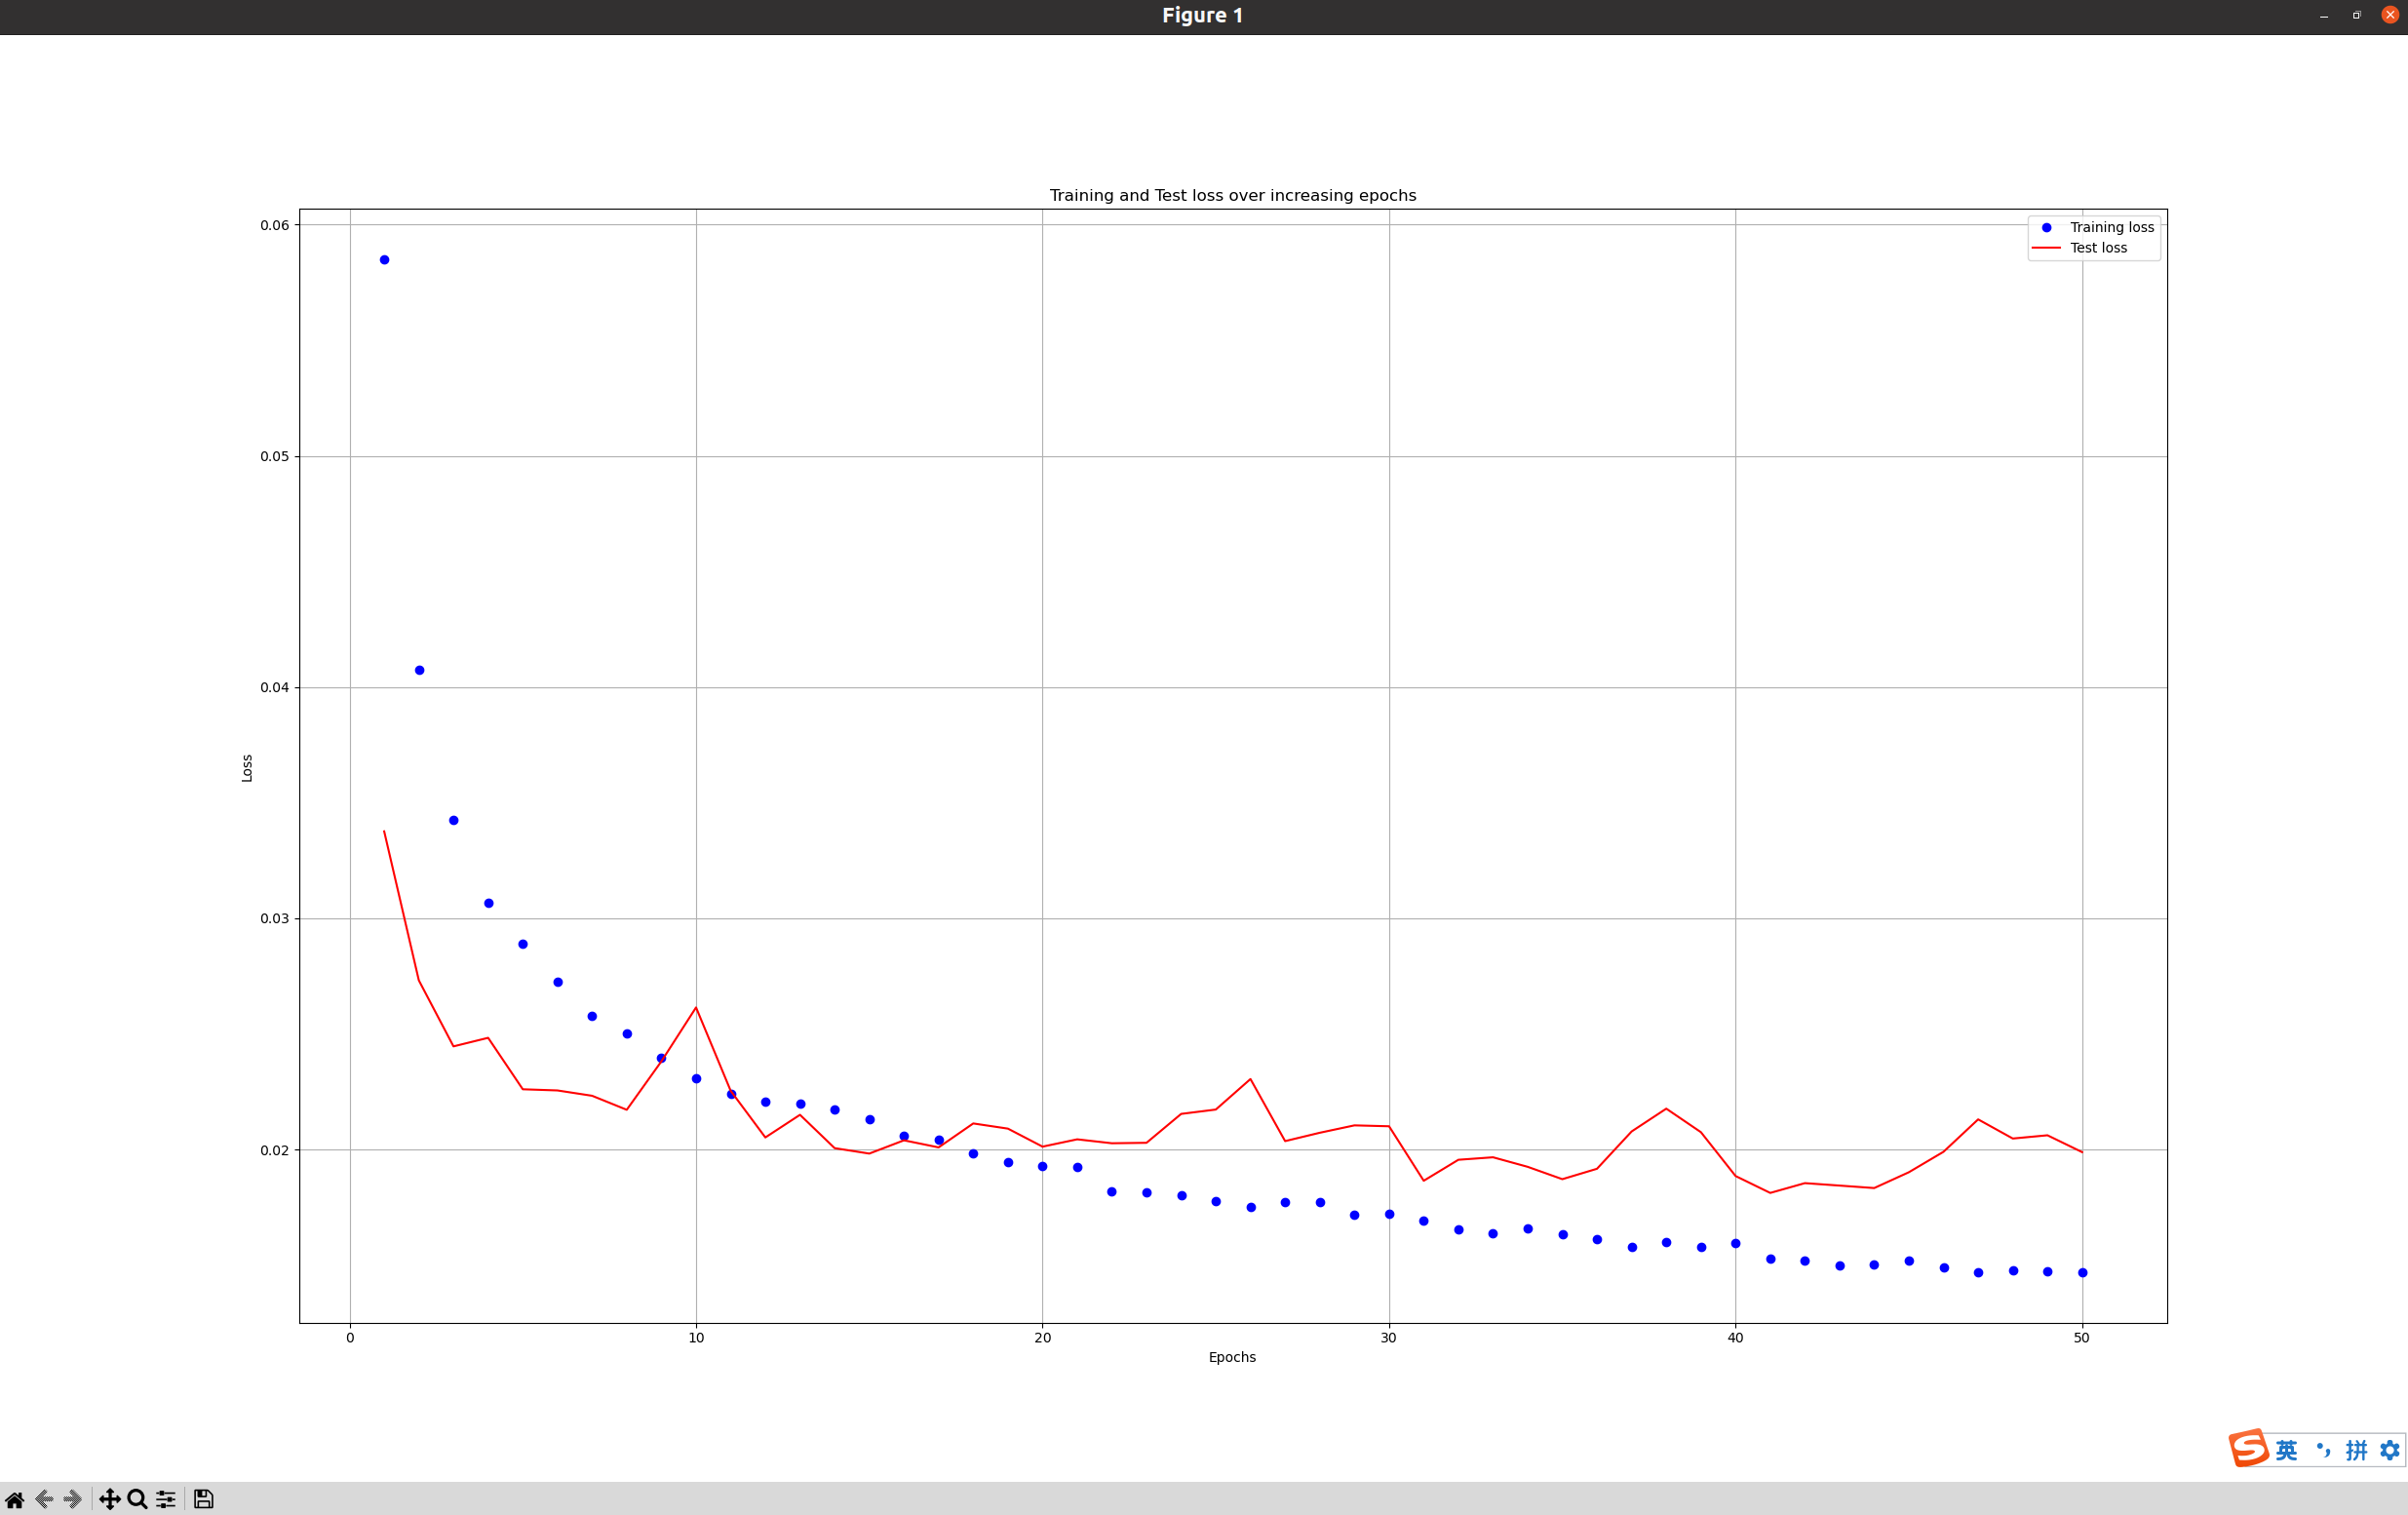 Figure 1
Training and Test loss over increasing epochs
Training loss
Test loss
0.06
0.05
0.04
0.03
0.02
Loss
0
10
20
30
40
50
Epochs
S 英 •, 拼